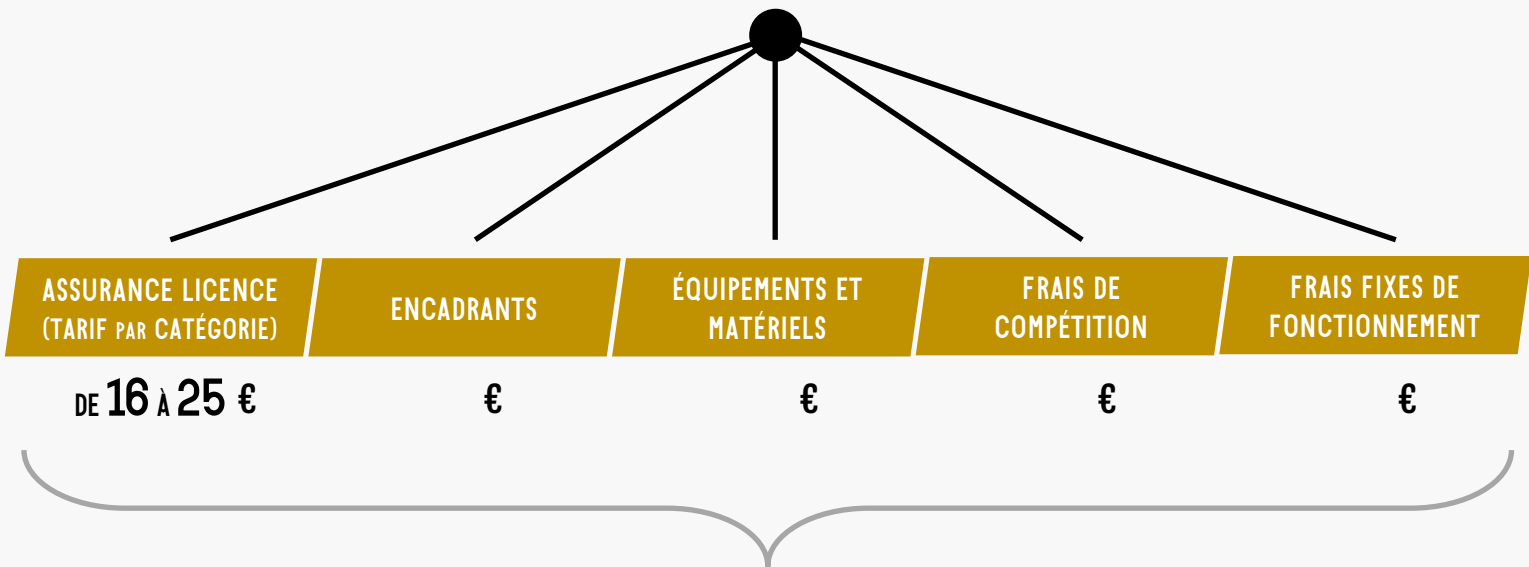 ASSURANCE LICENCE
(TARIF PAR CATÉGORIE)
ENCADRANTS
ÉQUIPEMENTS ET
MATÉRIELS
FRAIS DE
COMPÉTITION
FRAIS FIXES DE
FONCTIONNEMENT
DE 16 À 25 €
€
€
€
€